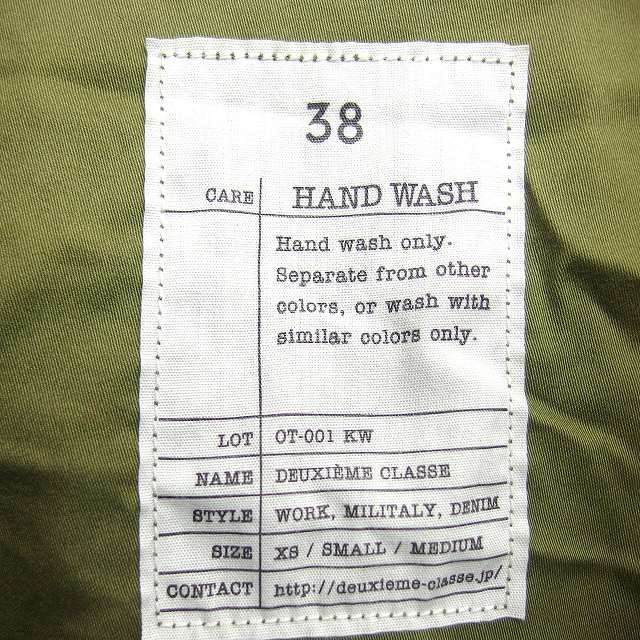 38
CARE HAND WASH
Hand wash only.
Separate from other
colors, or wash with
similar colors only.
LOT OT-001 KW
NAME DEUXIÈME CLASSE
STYLE WORK, MILITALY, DENIM
SIZE XS / SMALL / MEDIUM
CONTACT http://deuxieme-classe.jp/